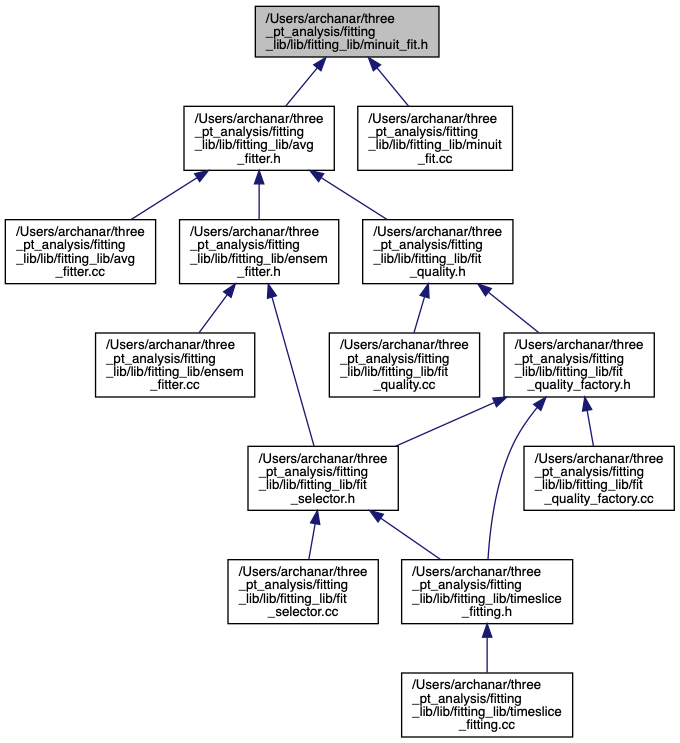 /Users/archanar/three
_pt_analysis/fitting
_lib/lib/fitting_lib/minuit_fit.h
/Users/archanar/three
_pt_analysis/fitting
_lib/lib/fitting_lib/avg
_fitter.h
/Users/archanar/three
_pt_analysis/fitting
_lib/lib/fitting_lib/minuit
_fit.cc
/Users/archanar/three
_pt_analysis/fitting
_lib/lib/fitting_lib/avg
_fitter.cc
/Users/archanar/three
_pt_analysis/fitting
_lib/lib/fitting_lib/ensem
_fitter.h
/Users/archanar/three
_pt_analysis/fitting
_lib/lib/fitting_lib/fit
_quality.h
/Users/archanar/three
_pt_analysis/fitting
_lib/lib/fitting_lib/ensem
_fitter.cc
/Users/archanar/three
_pt_analysis/fitting
_lib/lib/fitting_lib/fit
_quality.cc
/Users/archanar/three
_pt_analysis/fitting
_lib/lib/fitting_lib/fit
_quality_factory.h
/Users/archanar/three
_pt_analysis/fitting
_lib/lib/fitting_lib/fit
_selector.h
/Users/archanar/three
_pt_analysis/fitting
_lib/lib/fitting_lib/fit
_quality_factory.cc
/Users/archanar/three
_pt_analysis/fitting
_lib/lib/fitting_lib/fit
_selector.cc
/Users/archanar/three
_pt_analysis/fitting
_lib/lib/fitting_lib/timeslice
_fitting.h
/Users/archanar/three
_pt_analysis/fitting
_lib/lib/fitting_lib/timeslice
_fitting.cc